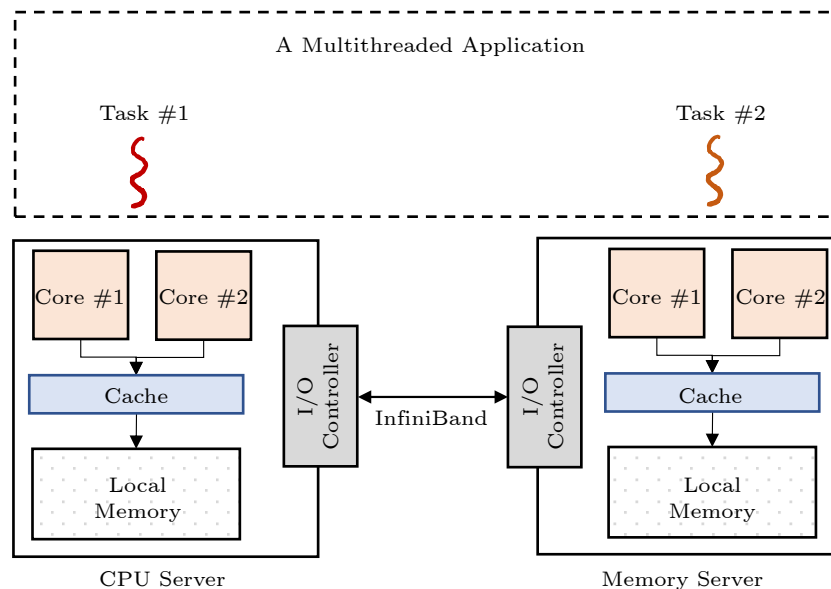 A Multithreaded Application
Task #1
Task #2
Core #1
Core #2
Cache
Local
Memory
I/O
Controller
CPU Server
InfiniBand
I/O
Controller
Core #1
Core #2
Cache
Local
Memory
Memory Server